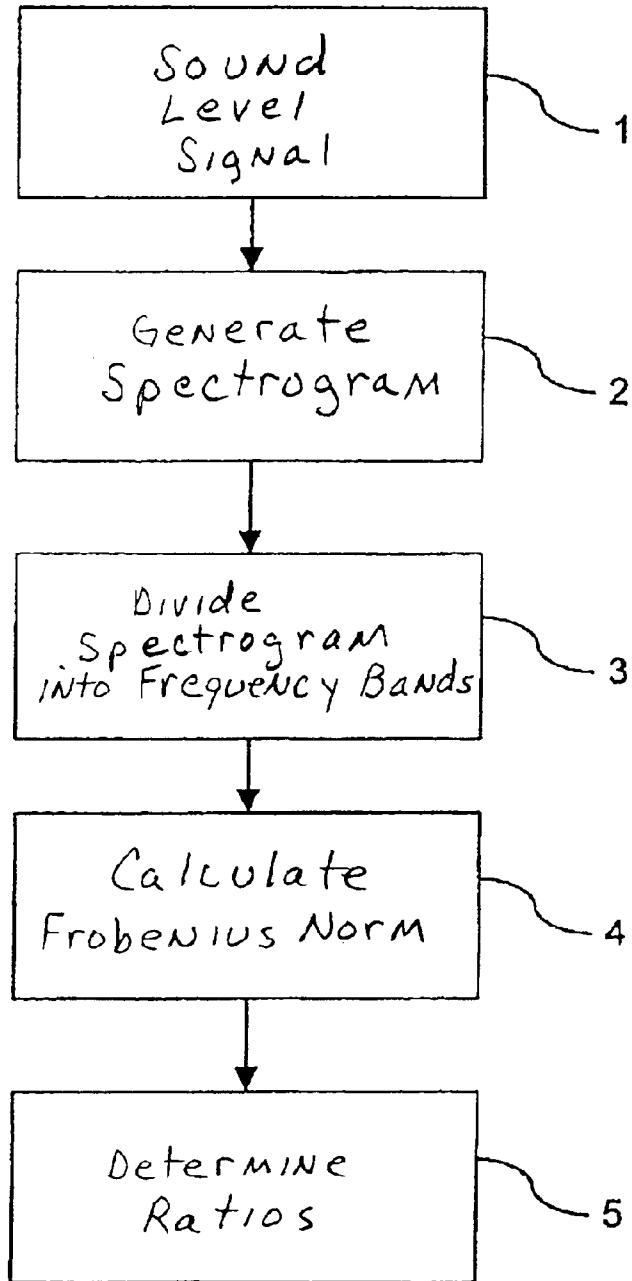 Sound
Level
Signal
1
Generate
Spectrogram
2
Divide
Spectrogram
into Frequency Bands
3
Calculate
Frobenius Norm
4
Determine
Ratios
5